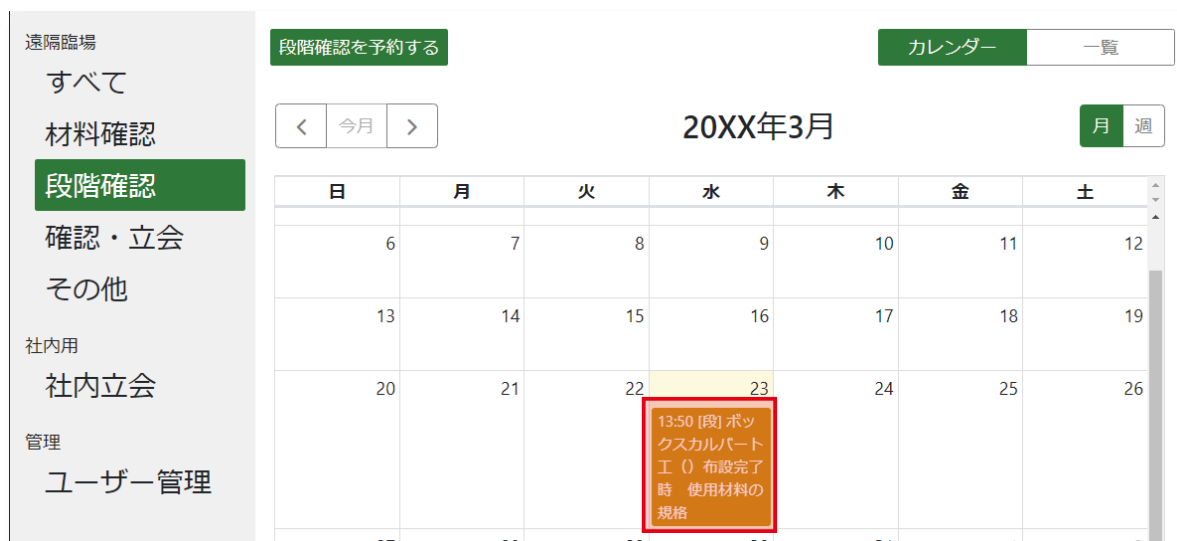 遠隔臨場
すべて
材料確認
段階確認
確認・立会
その他
社内用
社内立会
管理
ユーザー管理
段階確認を予約する
カレンダー 一覧
今月
20XX年3月
月 週
日 月 火 水 木 金 土
6 7 8 9 10 11 12
13 14 15 16 17 18 19
20 21 22 23 24 25 26
13:50 [段] ボッ
クスカルバート
工（）布設完了
時　使用材料の
規格